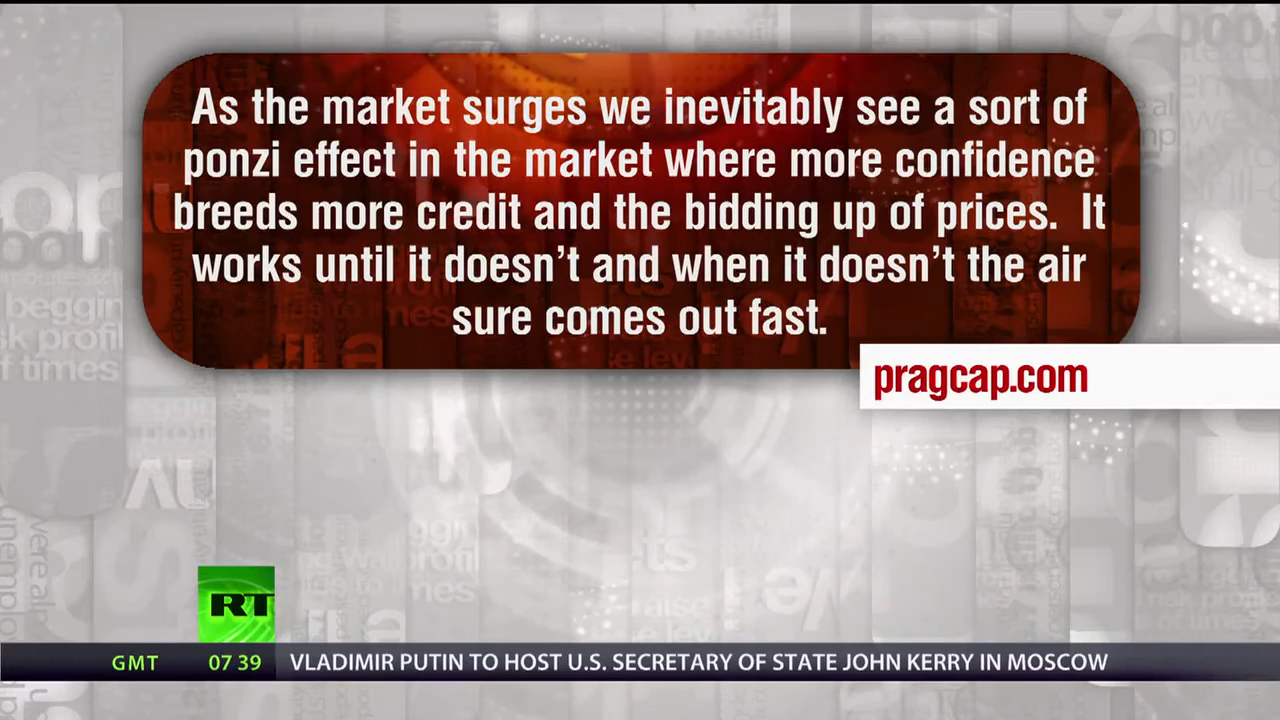 As the market surges we inevitably see a sort of
ponzi effect in the market where more confidence
breeds more credit and the bidding up of prices. It
works until it doesn't and when it doesn't the air
sure comes out fast.
pragcap.com
RT
GMT 07 39 VLADIMIR PUTIN TO HOST U.S. SECRETARY OF STATE JOHN KERRY IN MOSCOW